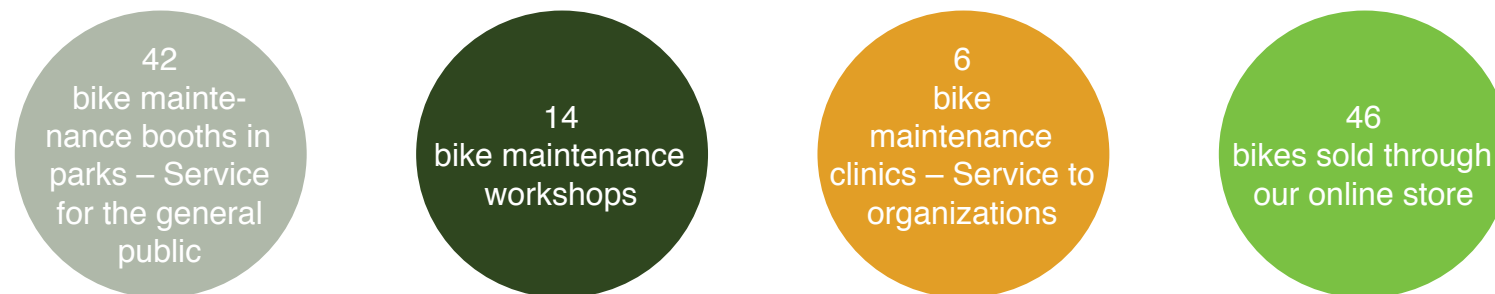 42
bike mainte-
nance booths in
parks – Service
for the general
public
14
bike maintenance
workshops
6
bike
maintenance
clinics – Service to
organizations
46
bikes sold through
our online store